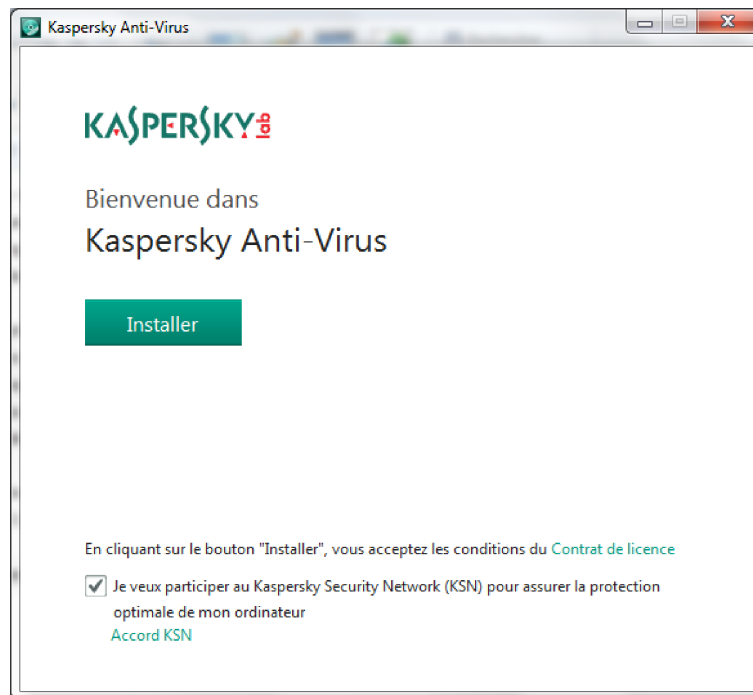 Kaspersky Anti-Virus
KASPERSKY lab
Bienvenue dans
Kaspersky Anti-Virus
Installer
En cliquant sur le bouton "Installer", vous acceptez les conditions du Contrat de licence
Je veux participer au Kaspersky Security Network (KSN) pour assurer la protection
optimale de mon ordinateur
Accord KSN